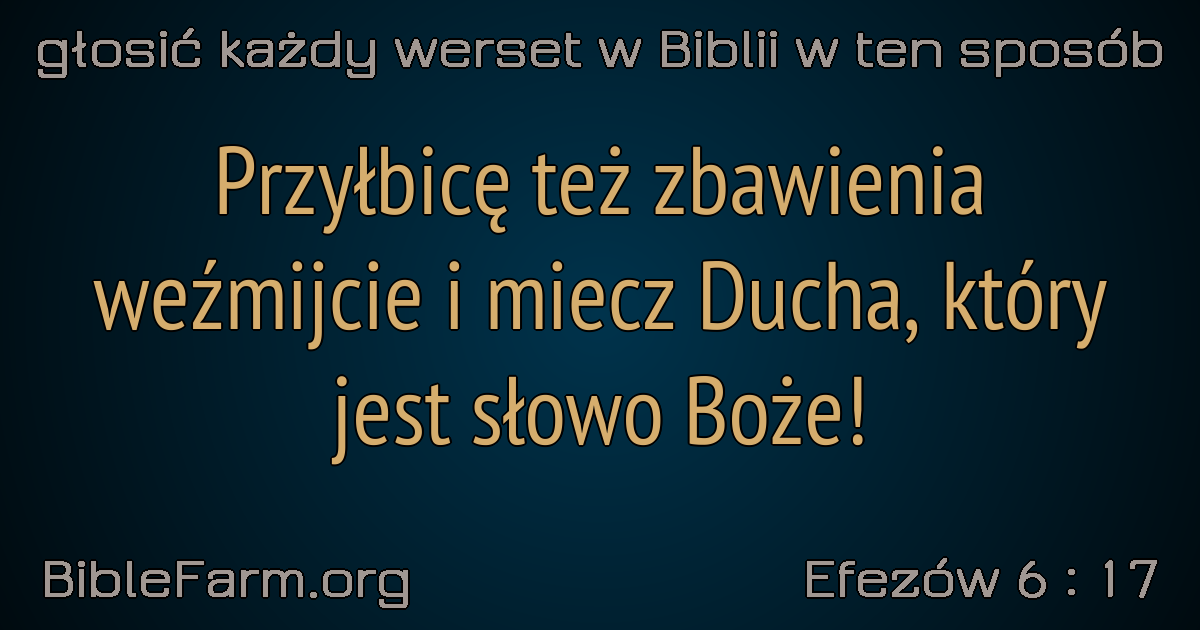 głosić każdy werset w Biblii w ten sposób
Przyłbicę też zbawienia
weźmijcie i miecz Ducha, który
jest słowo Boże!
BibleFarm.org
Efezów 6 : 17